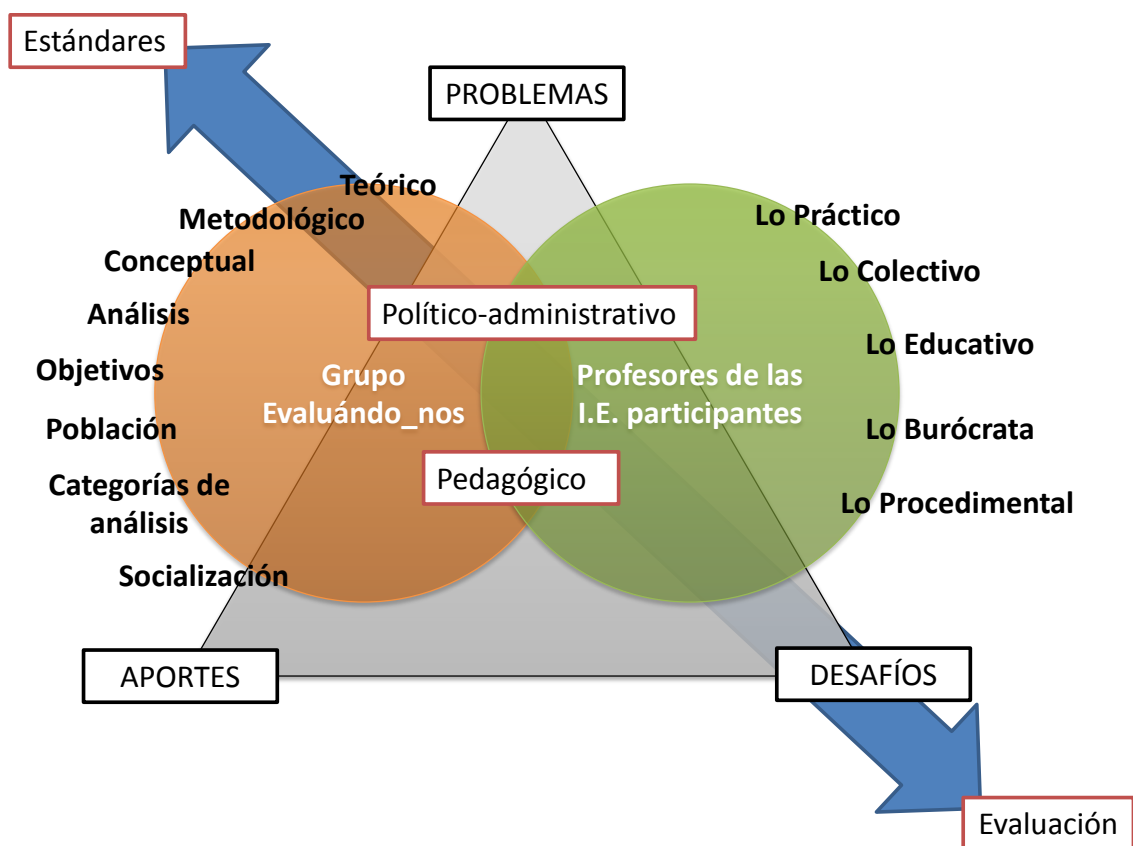 Estándares
PROBLEMAS
Teórico
Metodológico
Conceptual
Análisis
Objetivos
Población
Categorías de
análisis
Socialización
Lo Práctico
Lo Colectivo
Lo Educativo
Lo Burócrata
Lo Procedimental
Político-administrativo
Grupo
Evaluándo_nos
Profesores de las
I.E. participantes
Pedagógico
APORTES
DESAFÍOS
Evaluación